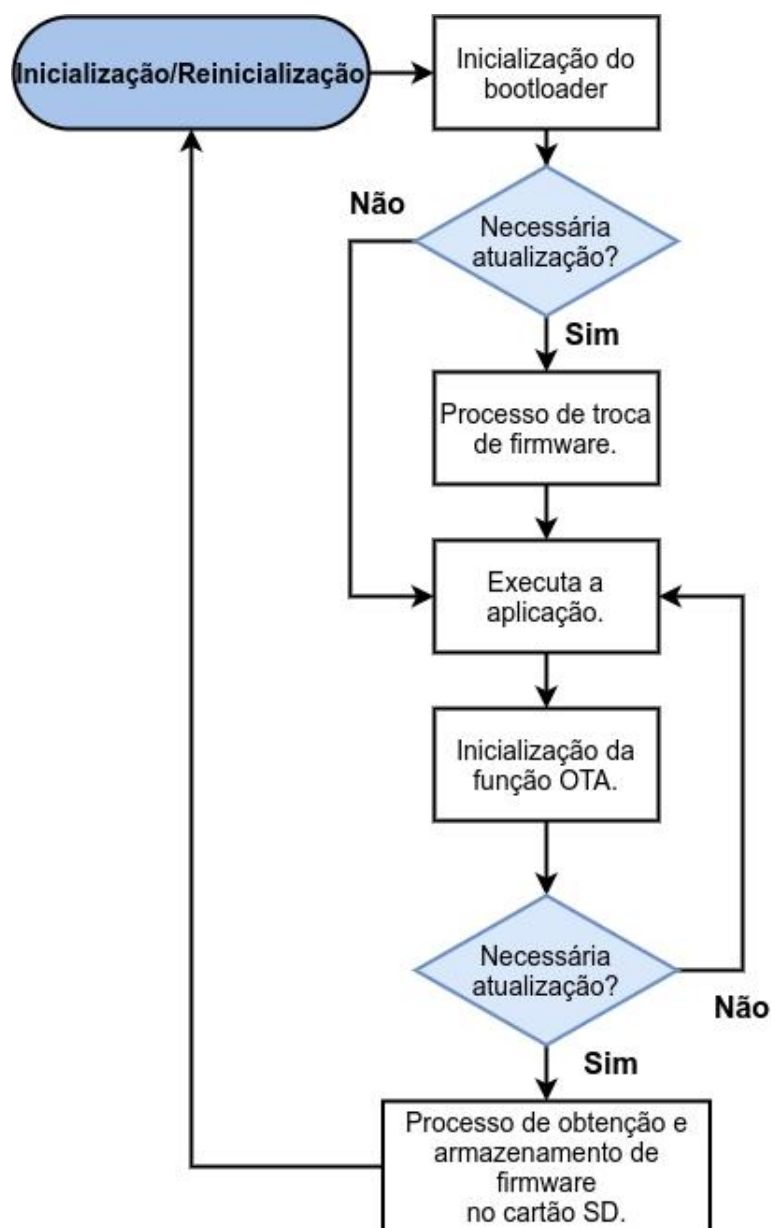 Inicialização/Reinicialização
Inicialização do
bootloader
Não
Necessária
atualização?
Sim
Processo de troca
de firmware.
Executa a
aplicação.
Inicialização da
função OTA.
Necessária
atualização?
Não
Sim
Processo de obtenção e
armazenamento de
firmware
no cartão SD.